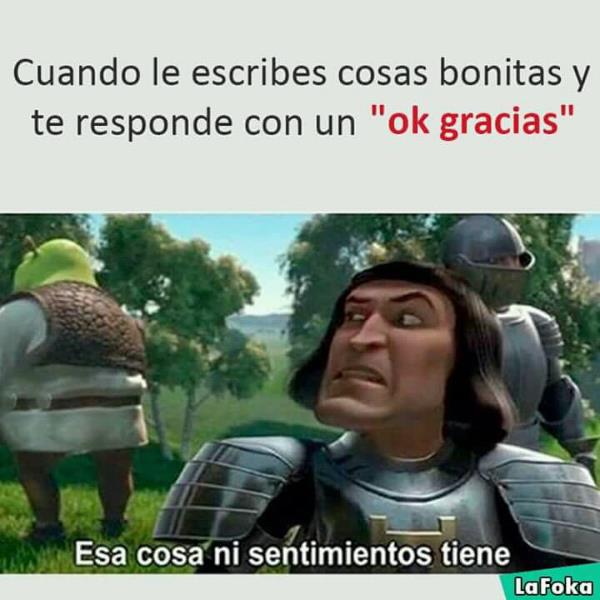 Cuando le escribes cosas bonitas y
te responde con un "ok gracias"
Esa cosa ni sentimientos tiene
LaFoka